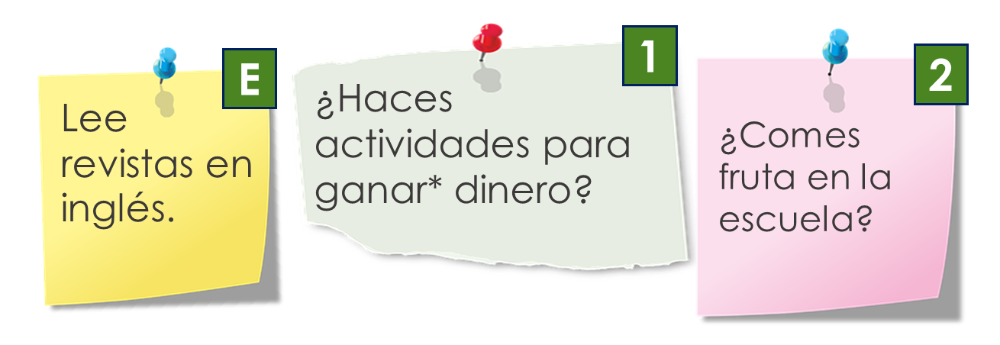 E
Lee
revistas en
inglés.
1
¿Haces
actividades para
ganar* dinero?
2
¿Comes
fruta en la
escuela?